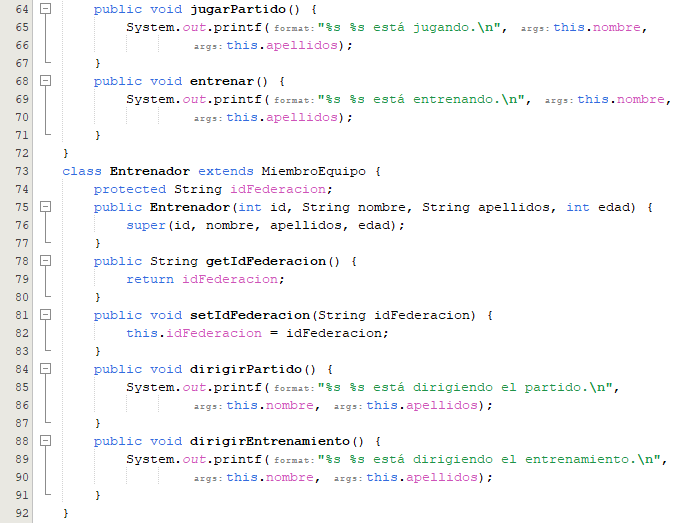 64 public void jugarPartido() {
65 System.out.printf( format: "%s %s está jugando.\n", args: this.nombre,
66 args: this.apellidos);
67 }
68 public void entrenar() {
69 System.out.printf( format: "%s %s está entrenando.\n", args: this.nombre,
70 args: this.apellidos);
71 }
72 }
73 class Entrenador extends MiembroEquipo {
74 protected String idFederacion;
75 public Entrenador(int id, String nombre, String apellidos, int edad) {
76 super(id, nombre, apellidos, edad);
77 }
78 public String getIdFederacion() {
79 return idFederacion;
80 }
81 public void setIdFederacion(String idFederacion) {
82 this.idFederacion = idFederacion;
83 }
84 public void dirigirPartido() {
85 System.out.printf( format: "%s %s está dirigiendo el partido.\n",
86 args: this.nombre, args: this.apellidos);
87 }
88 public void dirigirEntrenamiento() {
89 System.out.printf( format: "%s %s está dirigiendo el entrenamiento.\n",
90 args: this.nombre, args: this.apellidos);
91 }
92 }